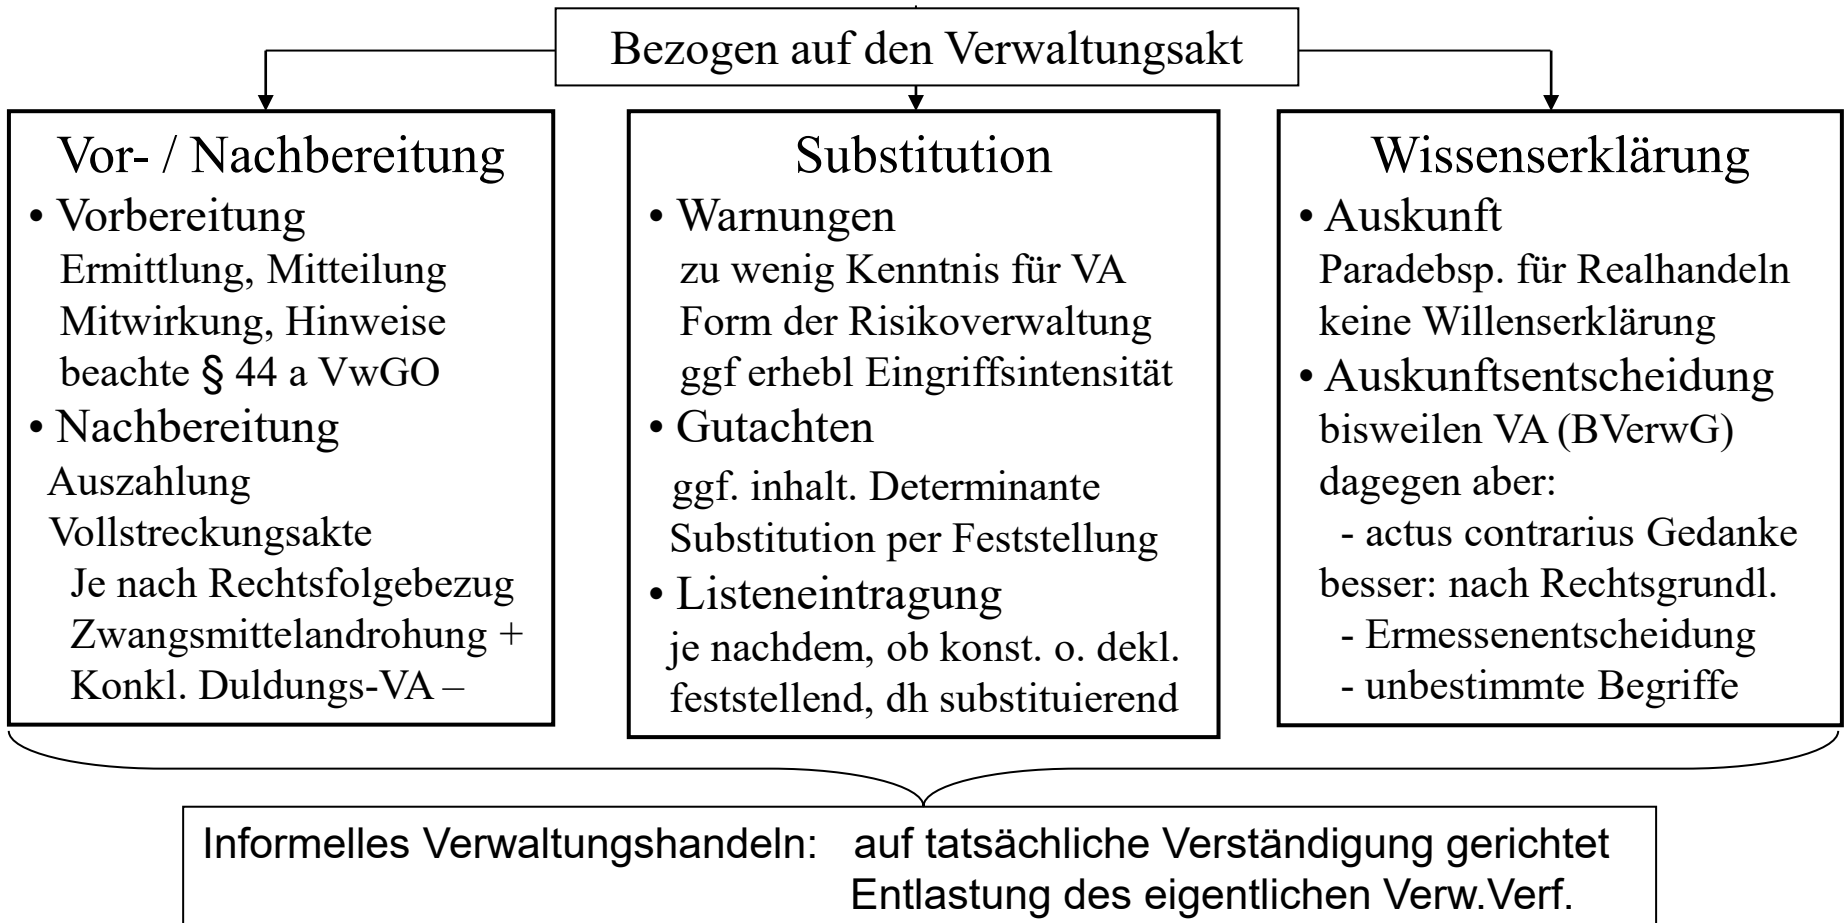 Bezogen auf den Verwaltungsakt
Vor- / Nachbereitung
• Vorbereitung
Ermittlung, Mitteilung
Mitwirkung, Hinweise
beachte § 44 a VwGO
• Nachbereitung
Auszahlung
Vollstreckungsakte
Je nach Rechtsfolgebezug
Zwangsmittelandrohung +
Konkl. Duldungs-VA –
Substitution
• Warnungen
zu wenig Kenntnis für VA
Form der Risikoverwaltung
ggf erhebl Eingriffsintensität
• Gutachten
ggf. inhalt. Determinante
Substitution per Feststellung
• Listeneintragung
je nachdem, ob konst. o. dekl.
feststellend, dh substituierend
Wissenserklärung
• Auskunft
Paradebsp. für Realhandeln
keine Willenserklärung
• Auskunftsentscheidung
bisweilen VA (BVerwG)
dagegen aber:
- actus contrarius Gedanke
besser: nach Rechtsgrundl.
- Ermessenentscheidung
- unbestimmte Begriffe
Informelles Verwaltungshandeln: auf tatsächliche Verständigung gerichtet
Entlastung des eigentlichen Verw.Verf.